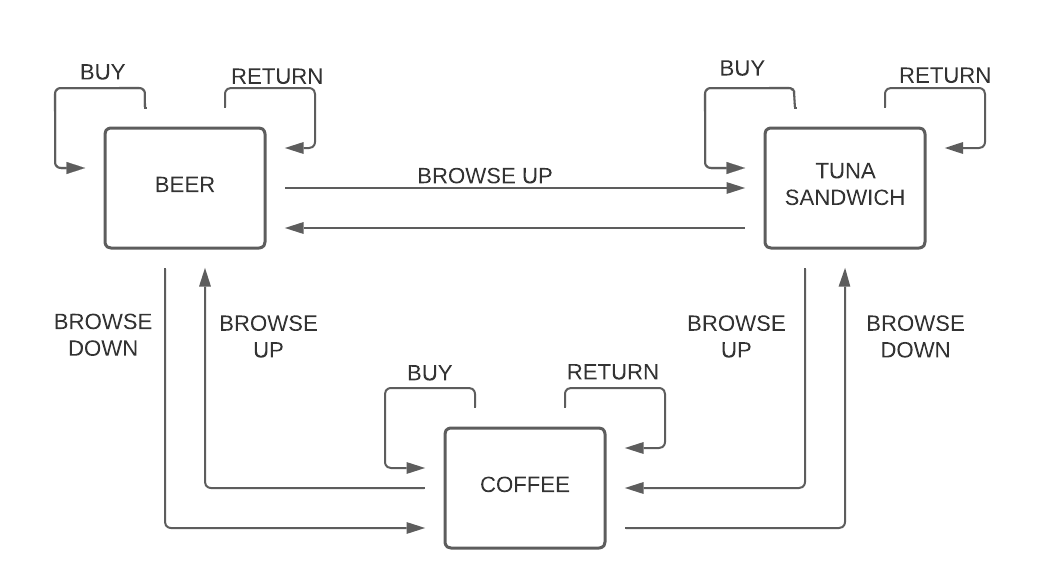 BUY
RETURN
BUY
RETURN
BEER
BROWSE UP
TUNA
SANDWICH
BROWSE
DOWN
BROWSE
UP
BROWSE
UP
BROWSE
DOWN
BUY
RETURN
COFFEE